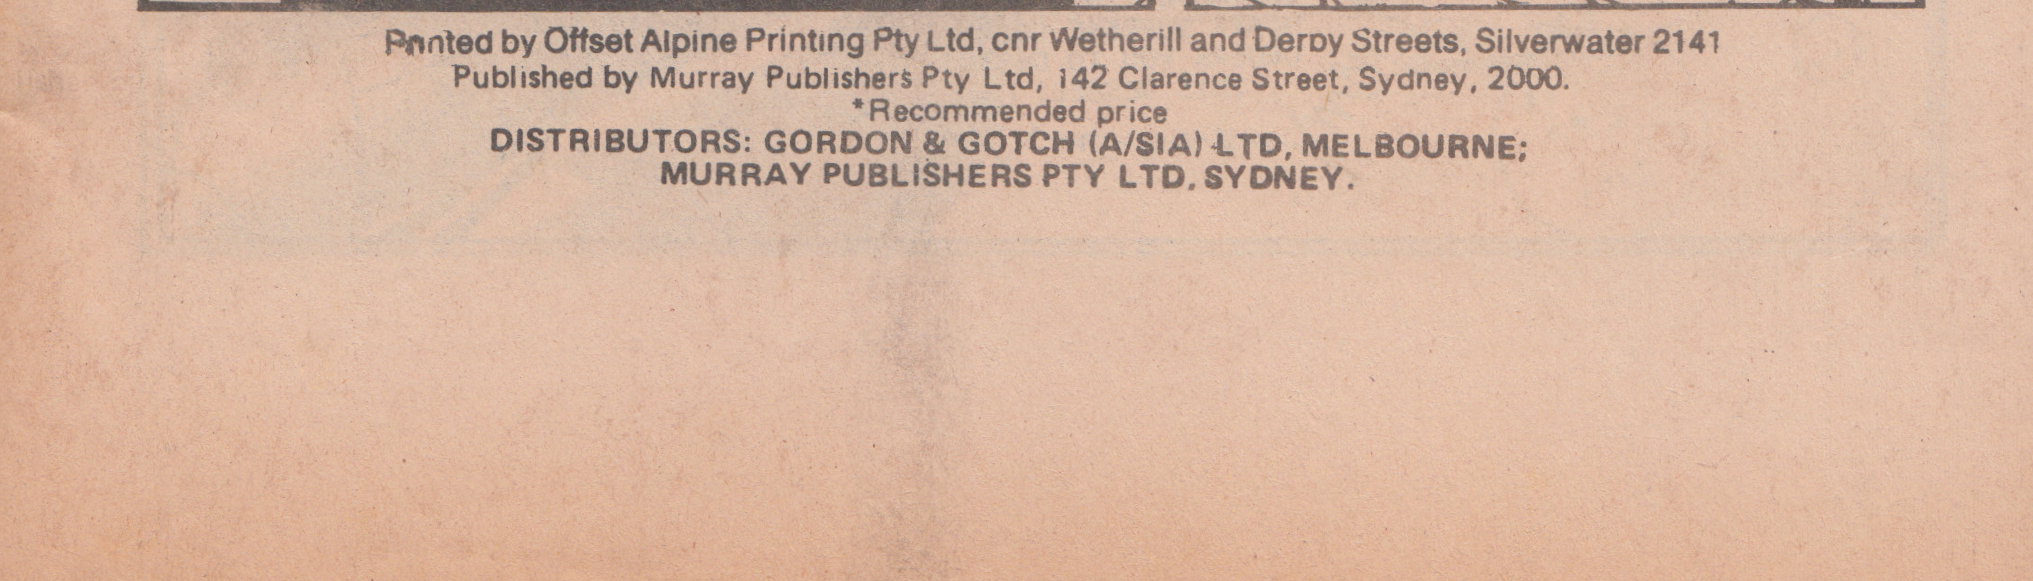 Printed by Offset Alpine Printing Pty Ltd, cnr Wetherill and Derby Streets, Silverwater 2141
Published by Murray Publishers Pty Ltd, 142 Clarence Street, Sydney, 2000.
*Recommended price
DISTRIBUTORS: GORDON & GOTCH (A/SIA) LTD, MELBOURNE;
MURRAY PUBLISHERS PTY LTD, SYDNEY.